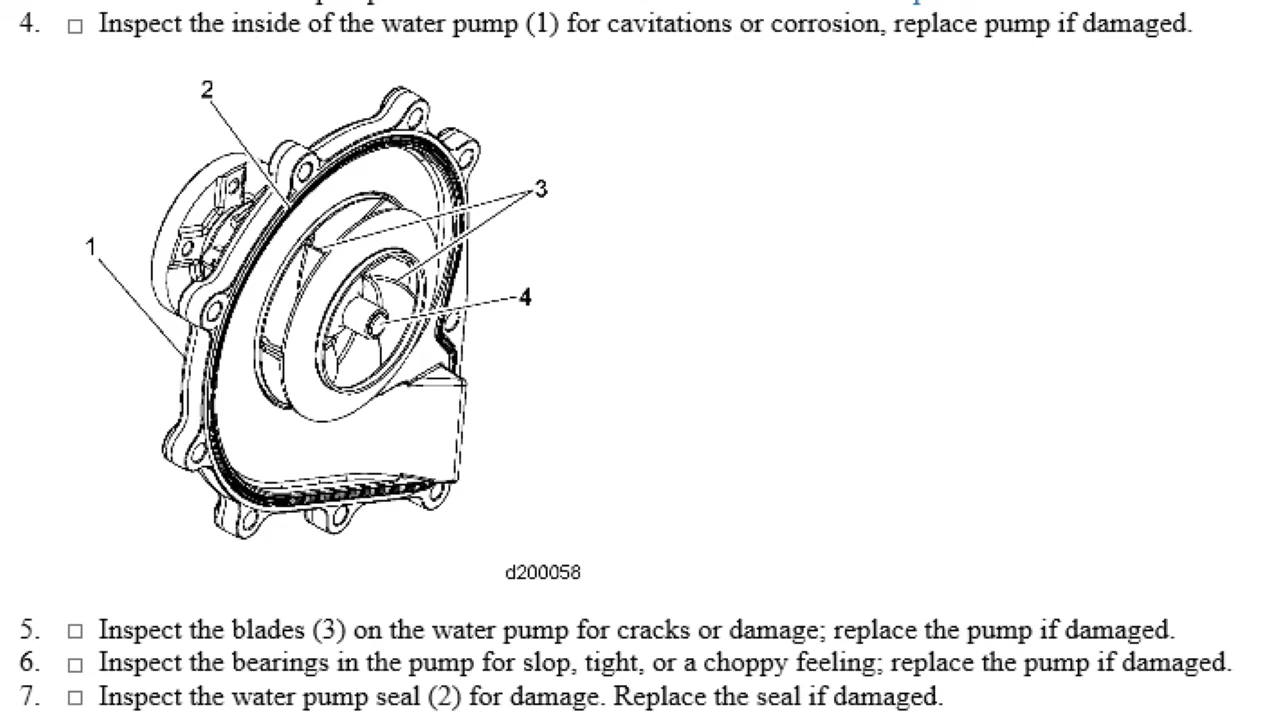 4. □ Inspect the inside of the water pump (1) for cavitations or corrosion, replace pump if damaged.
2
3
1
4
d200058
5. □ Inspect the blades (3) on the water pump for cracks or damage; replace the pump if damaged.
6. □ Inspect the bearings in the pump for slop, tight, or a choppy feeling; replace the pump if damaged.
7. □ Inspect the water pump seal (2) for damage. Replace the seal if damaged.